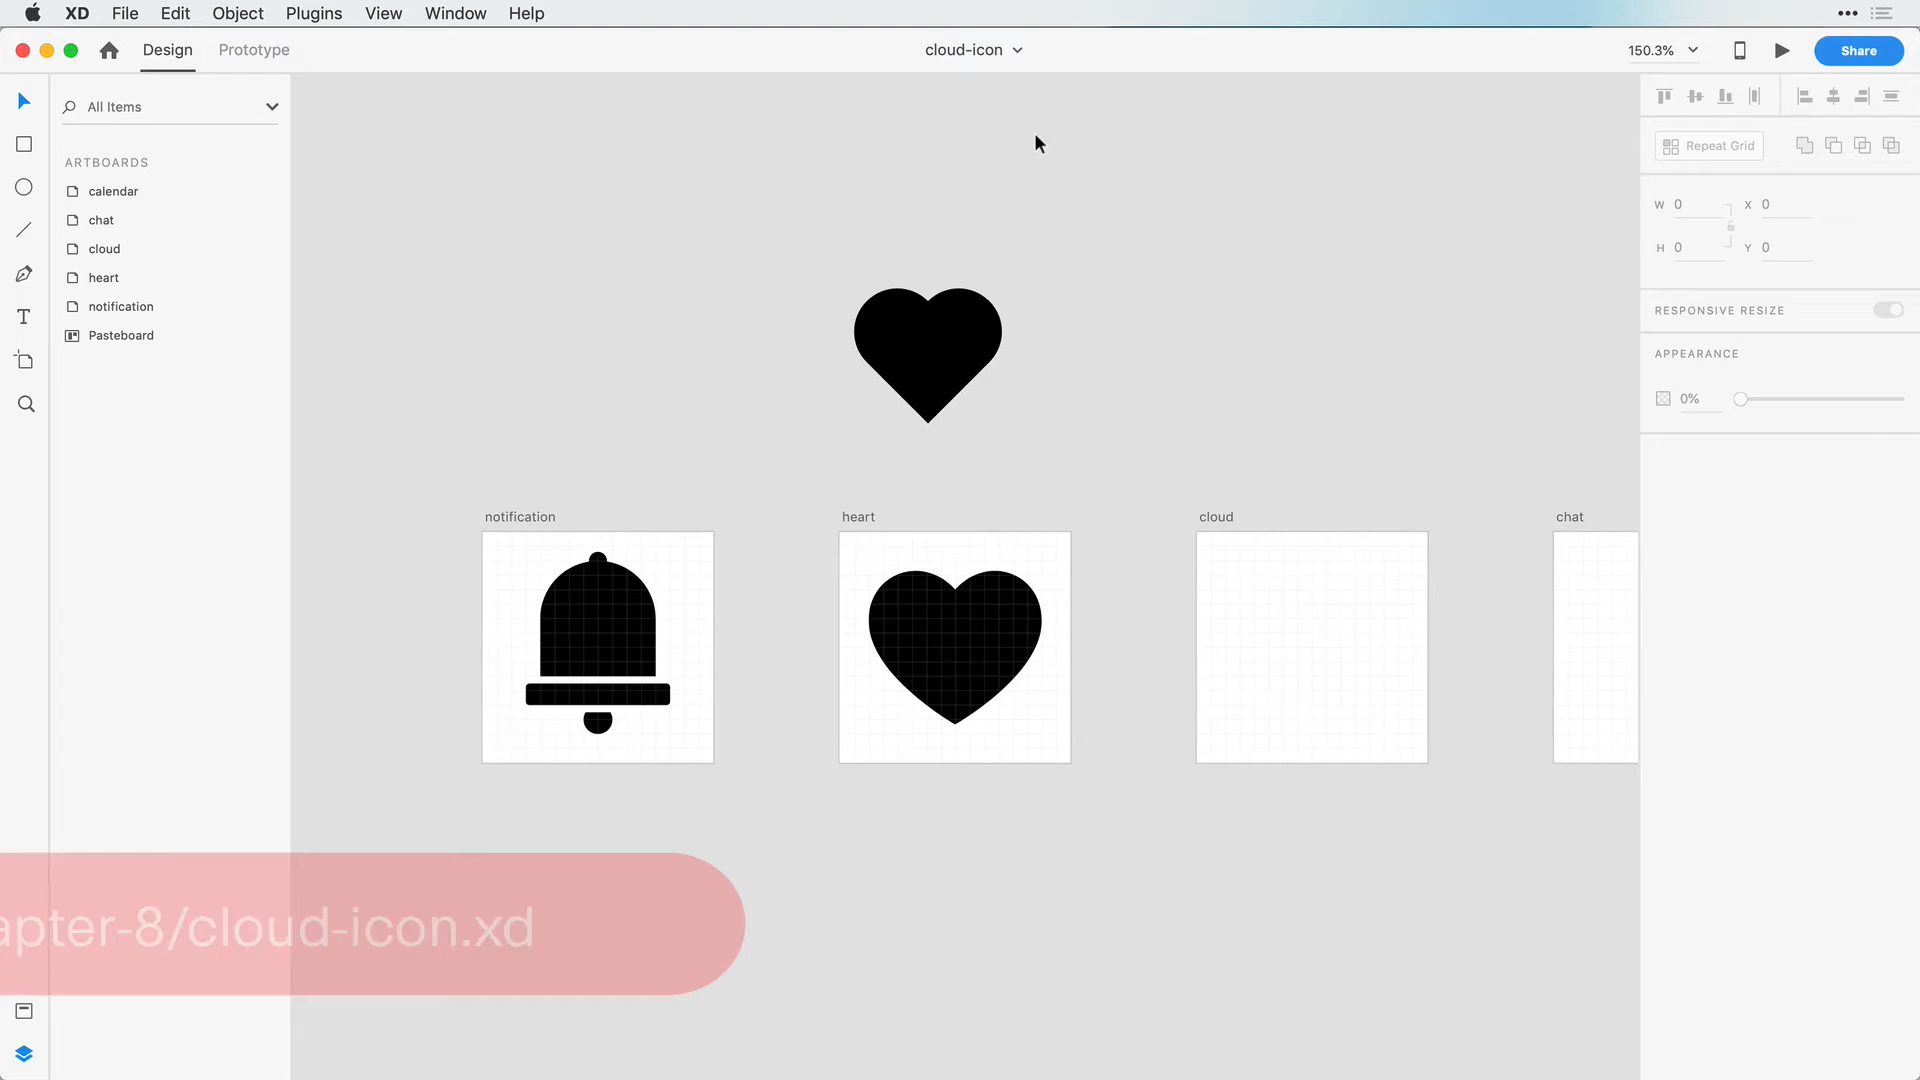 XD File Edit Object Plugins View Window Help
Design Prototype cloud-icon 150.3% Share
All Items
ARTBOARDS
calendar
chat
cloud
heart
notification
Pasteboard
notification heart cloud chat
apter-8/cloud-icon.xd
Repeat Grid
W 0 X 0
H 0 Y 0
RESPONSIVE RESIZE
APPEARANCE
0%